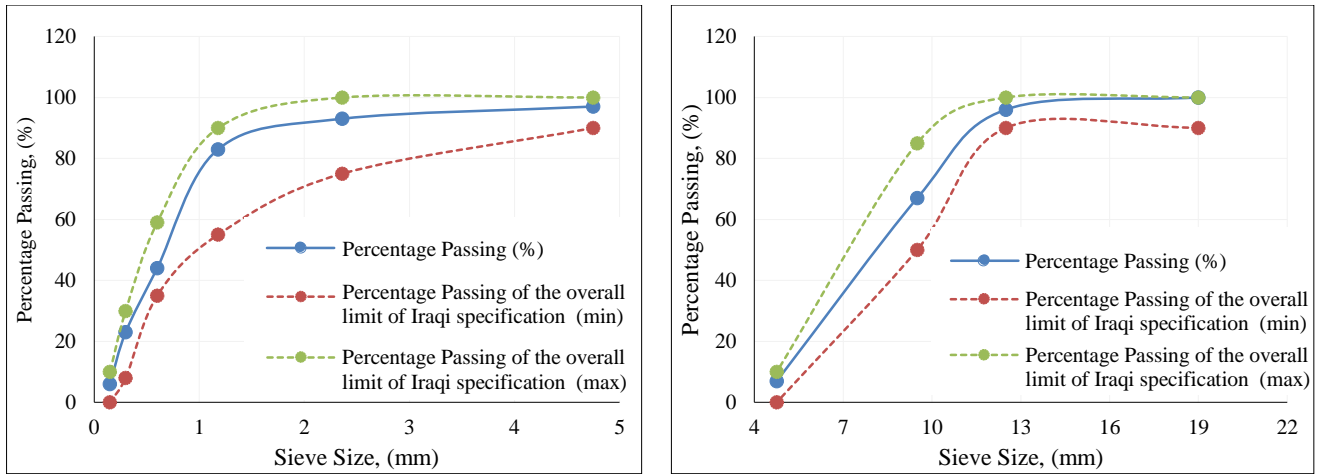 120
100
80
60
40
20
0
Percentage Passing, (%)
Percentage Passing (%)
Percentage Passing of the overall
limit of Iraqi specification (min)
Percentage Passing of the overall
limit of Iraqi specification (max)
0 1 2 3 4 5
Sieve Size, (mm)
120
100
80
60
40
20
0
Percentage Passing, (%)
Percentage Passing (%)
Percentage Passing of the overall
limit of Iraqi specification (min)
Percentage Passing of the overall
limit of Iraqi specification (max)
4 7 10 13 16 19 22
Sieve Size, (mm)